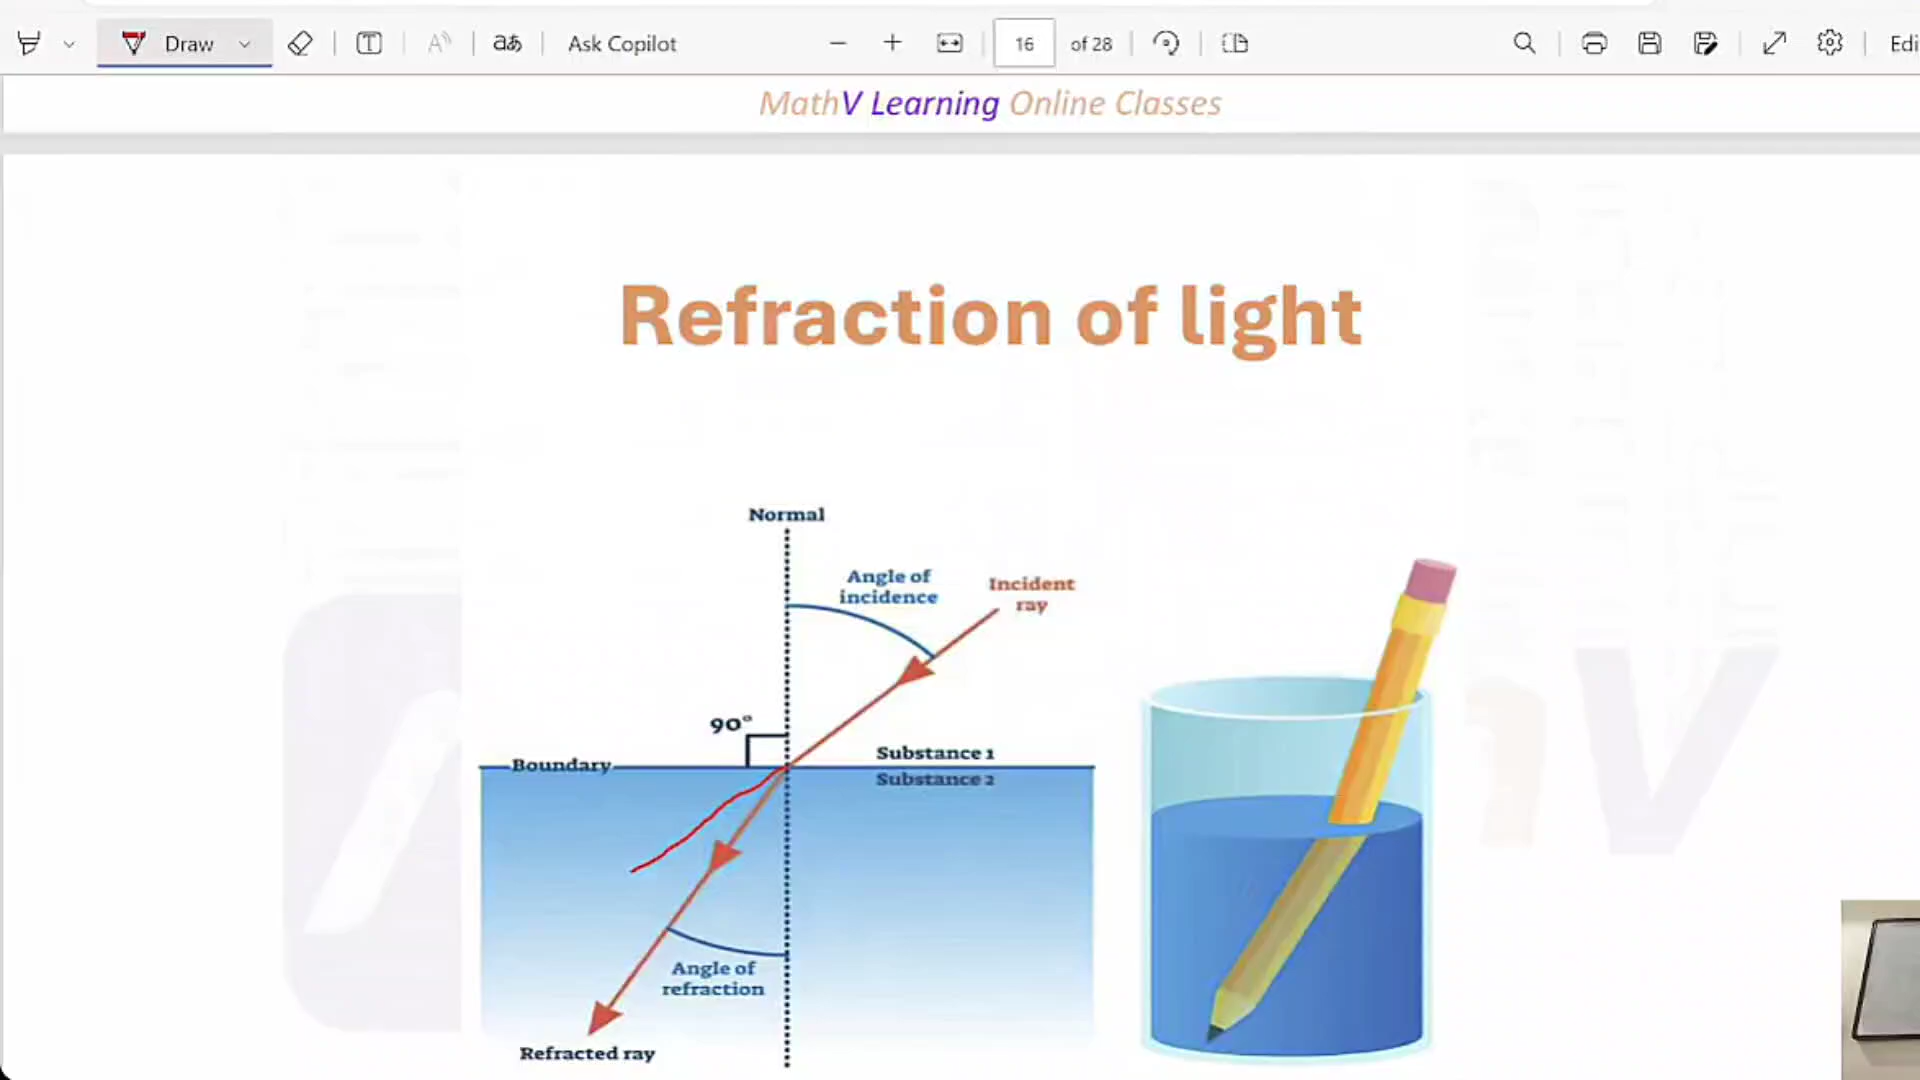 Draw
Ask Copilot
16 of 28
Edi
MathV Learning Online Classes
Refraction of light
Normal
Angle of
incidence
Incident
ray
90°
Boundary
Substance 1
Substance 2
Angle of
refraction
Refracted ray